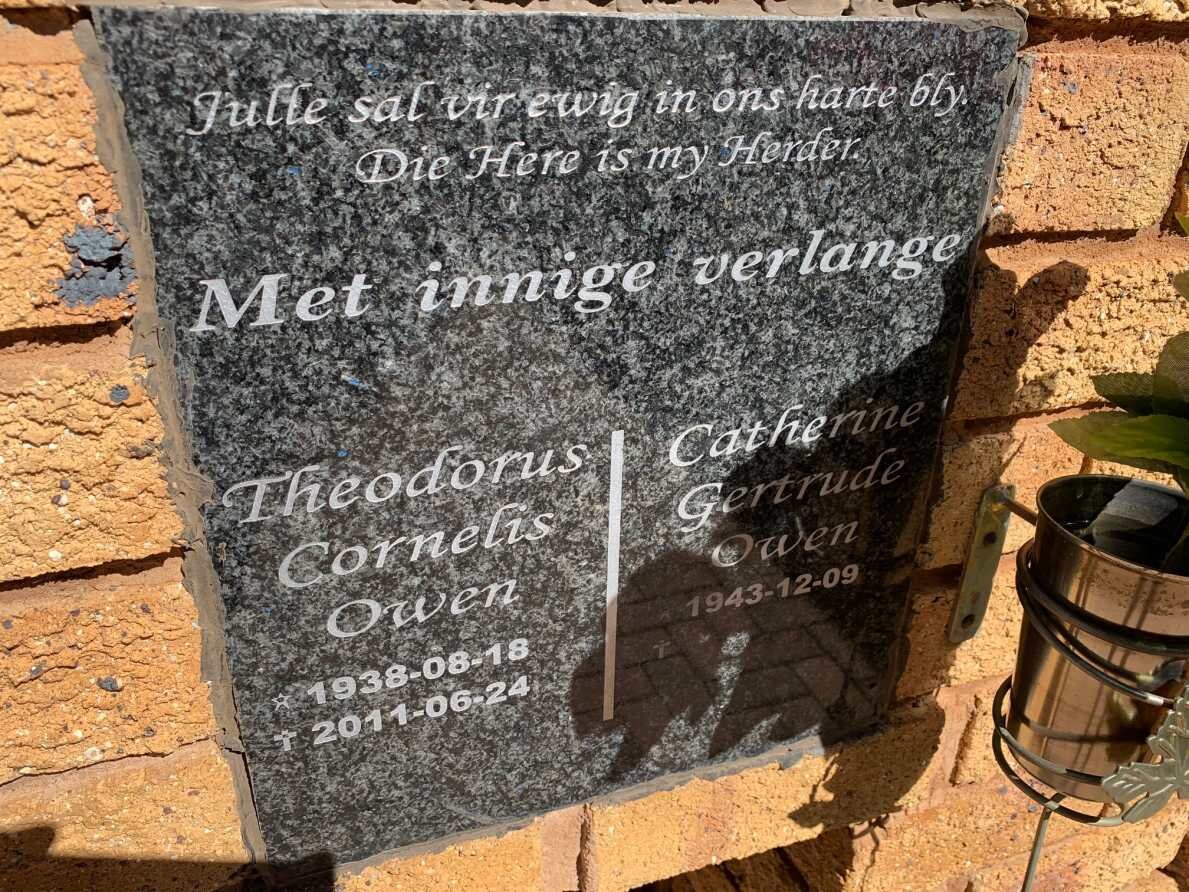 Julle sal vir ewig in ons harte bly.
Die Here is my Herder.
Met innige verlange
Theodorus
Cornelis
Owen
☆ 1938-08-18
✝ 2011-06-24
Catherine
Gertrude
Owen
1943-12-09
✝